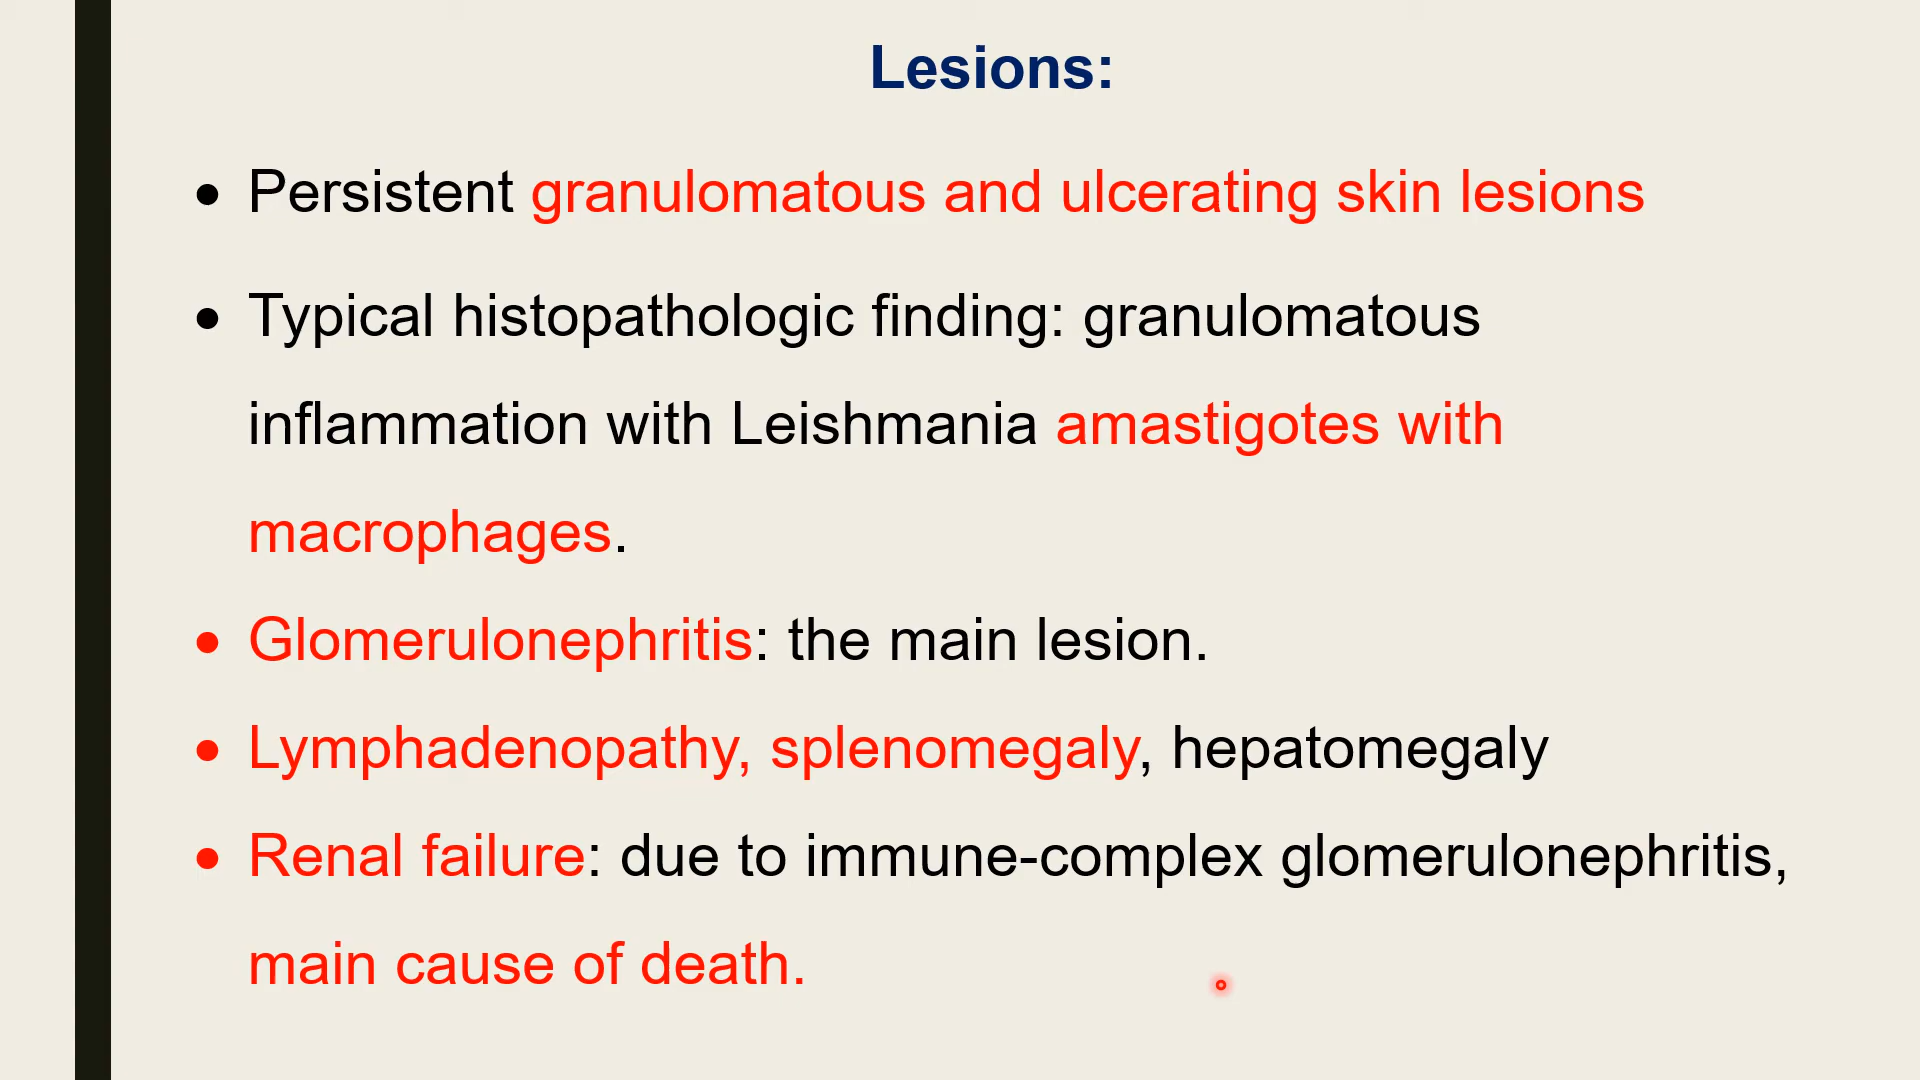 Lesions:
• Persistent granulomatous and ulcerating skin lesions
• Typical histopathologic finding: granulomatous
inflammation with Leishmania amastigotes with
macrophages.
• Glomerulonephritis: the main lesion.
• Lymphadenopathy, splenomegaly, hepatomegaly
• Renal failure: due to immune-complex glomerulonephritis,
main cause of death.